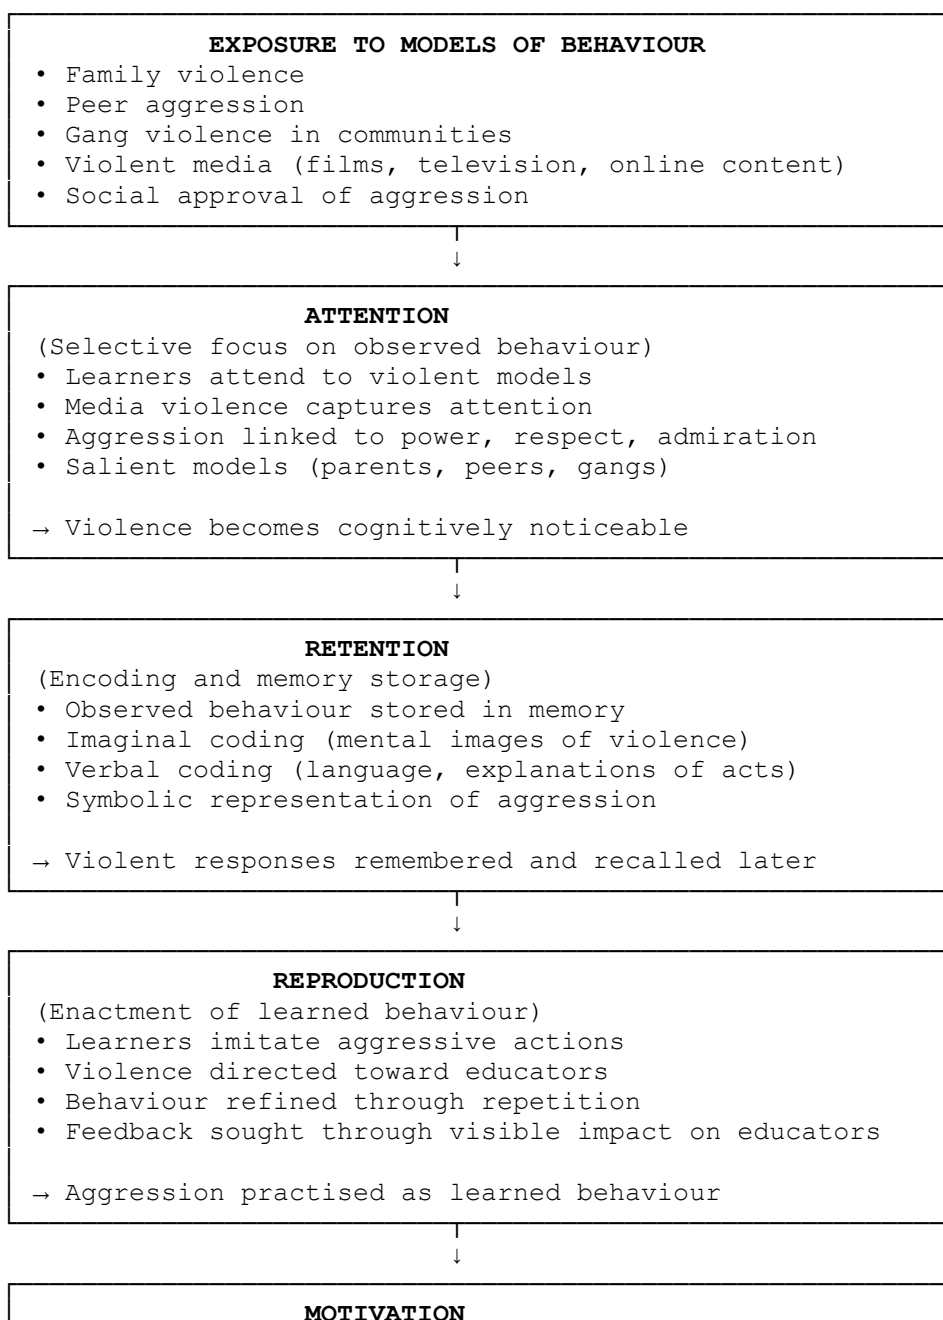 EXPOSURE TO MODELS OF BEHAVIOUR
• Family violence
• Peer aggression
• Gang violence in communities
• Violent media (films, television, online content)
• Social approval of aggression
↓
ATTENTION
(Selective focus on observed behaviour)
• Learners attend to violent models
• Media violence captures attention
• Aggression linked to power, respect, admiration
• Salient models (parents, peers, gangs)
→ Violence becomes cognitively noticeable
↓
RETENTION
(Encoding and memory storage)
• Observed behaviour stored in memory
• Imaginal coding (mental images of violence)
• Verbal coding (language, explanations of acts)
• Symbolic representation of aggression
→ Violent responses remembered and recalled later
↓
REPRODUCTION
(Enactment of learned behaviour)
• Learners imitate aggressive actions
• Violence directed toward educators
• Behaviour refined through repetition
• Feedback sought through visible impact on educators
→ Aggression practised as learned behaviour
↓
MOTIVATION